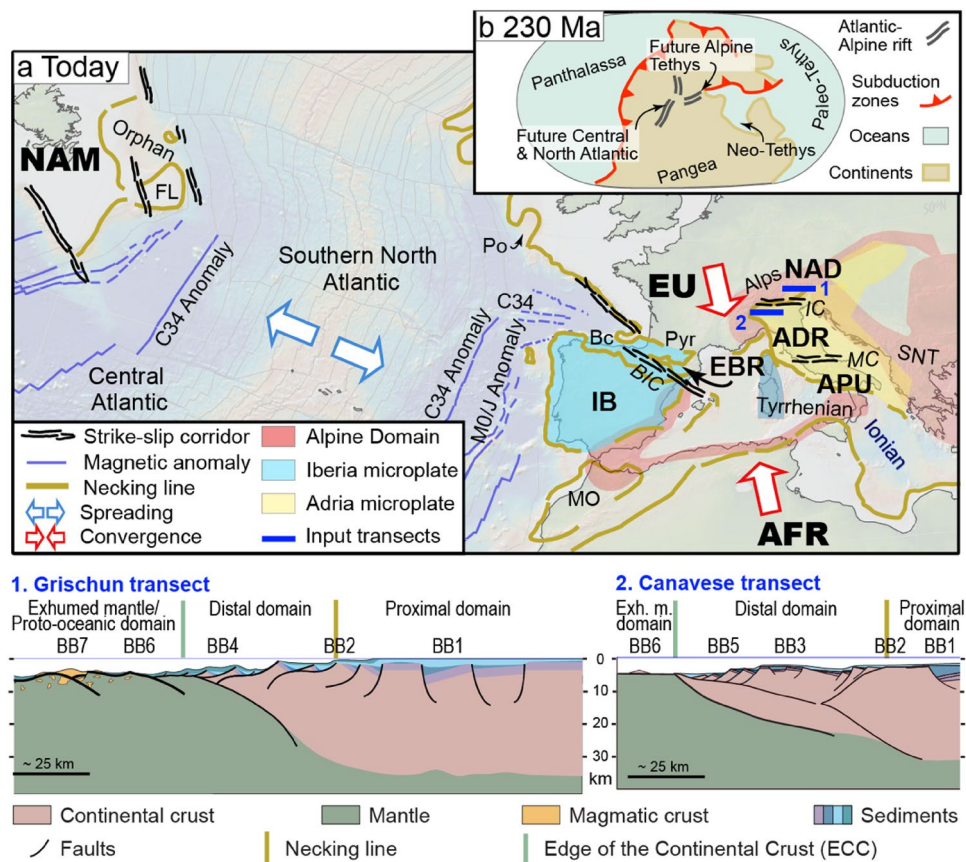 a Today
NAM
Orphan
FL
C34 Anomaly
Central
Atlantic
Southern North
Atlantic
Po
C34
C34 Anomaly
M0/J Anomaly
Bc
BIC
Pyr
EBR
IB
MO
EU
Alps
NAD
1
IC
2
ADR
MC
APU
SNT
Tyrrhenian
Ionian
AFR
50°N
b 230 Ma
Panthalassa
Future Alpine
Tethys
Paleo-Tethys
Future Central
& North Atlantic
Neo-Tethys
Pangea
Atlantic-
Alpine rift
Subduction
zones
Oceans
Continents
Strike-slip corridor
Magnetic anomaly
Necking line
Spreading
Convergence
Alpine Domain
Iberia microplate
Adria microplate
Input transects
1. Grischun transect
Exhumed mantle/
Proto-oceanic domain
Distal domain
Proximal domain
BB7
BB6
BB4
BB2
BB1
~ 25 km
2. Canavese transect
Exh. m.
domain
Distal domain
Proximal
domain
BB6
BB5
BB3
BB2
BB1
0
10
20
30
km
~ 25 km
Continental crust
Mantle
Magmatic crust
Sediments
Faults
Necking line
Edge of the Continental Crust (ECC)